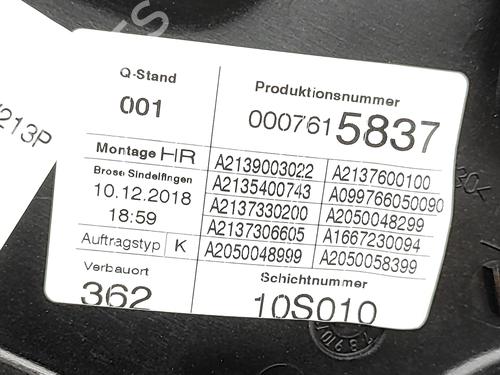 213P
Q-Stand
001
Produktionsnummer
0007615837
Montage HR
Brose Sindelfingen
10.12.2018
18:59
Auftragstyp K
A2139003022 A2137600100
A2135400743 A099766050090
A2137330200 A2050048299
A2137306605 A1667230094
A2050048999 A2050058399
Verbauort
362
Schichtnummer
10S010